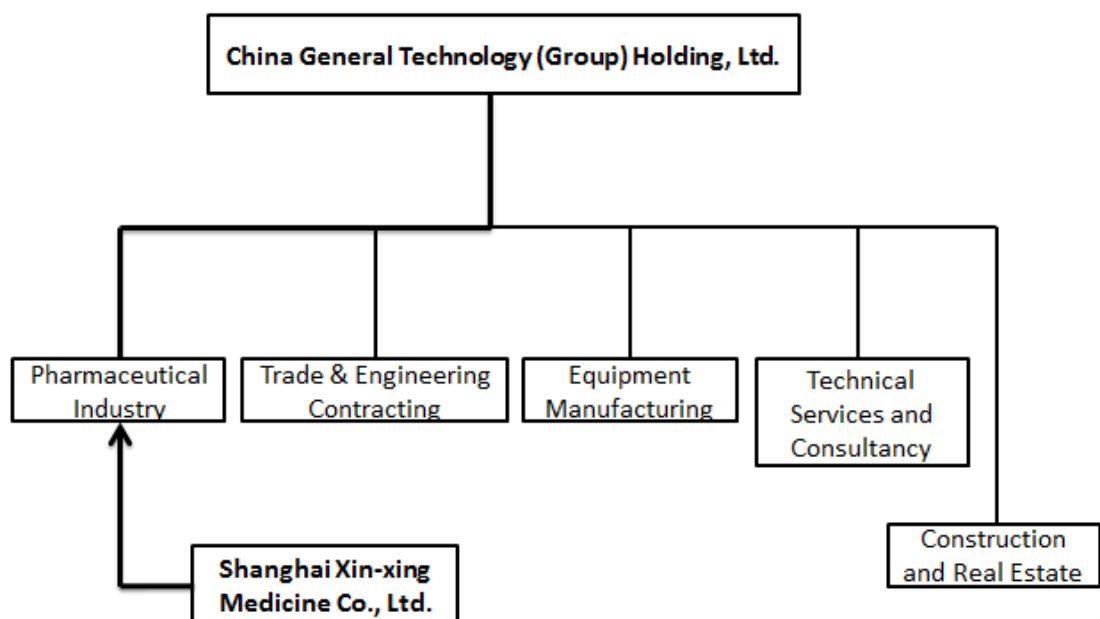 China General Technology (Group) Holding, Ltd.
Pharmaceutical
Industry
Trade & Engineering
Contracting
Equipment
Manufacturing
Technical
Services and
Consultancy
Construction
and Real Estate
Shanghai Xin-xing
Medicine Co., Ltd.